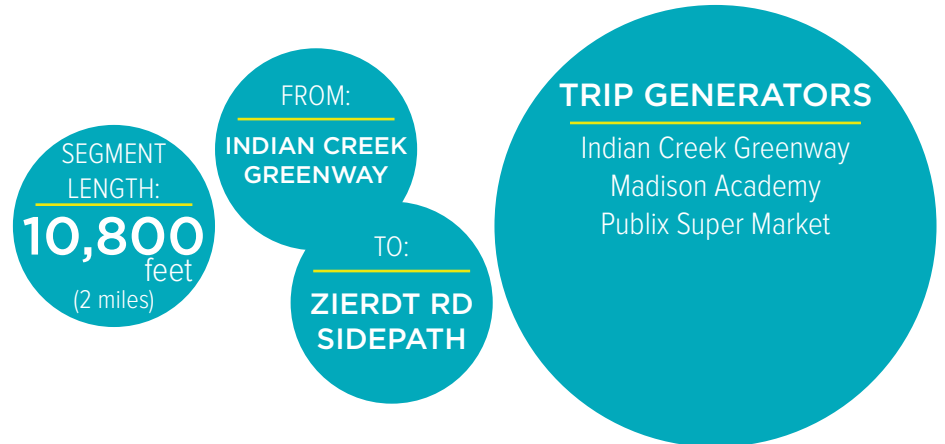 SEGMENT
LENGTH:
10,800
feet
(2 miles)
FROM:
INDIAN CREEK
GREENWAY
TO:
ZIERDT RD
SIDEPATH
TRIP GENERATORS
Indian Creek Greenway
Madison Academy
Publix Super Market